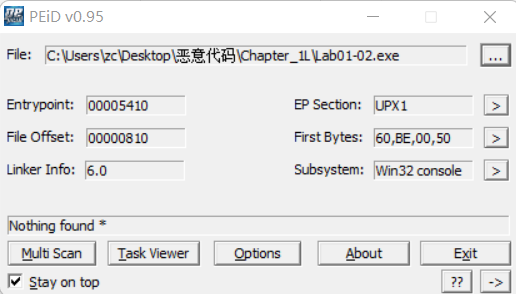 PEiD v0.95
File: C:\Users\zc\Desktop\恶意代码\Chapter_1L\Lab01-02.exe ...
Entrypoint: 00005410 EP Section: UPX1 >
File Offset: 00000810 First Bytes: 60,BE,00,50 >
Linker Info: 6.0 Subsystem: Win32 console >
Nothing found *
Multi Scan Task Viewer Options About Exit
Stay on top ?? ->